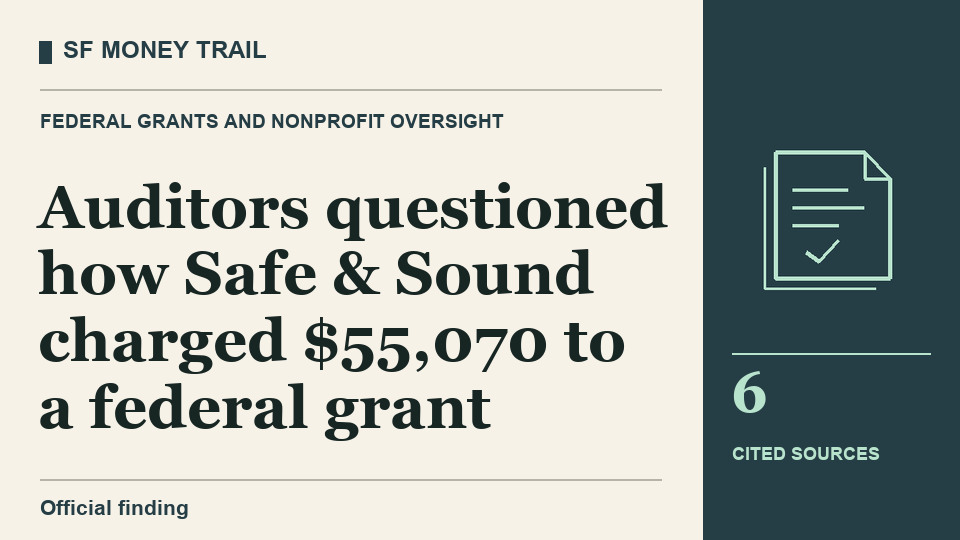 SF MONEY TRAIL
FEDERAL GRANTS AND NONPROFIT OVERSIGHT
Auditors questioned
how Safe & Sound
charged $55,070 to
a federal grant
Official finding
6
CITED SOURCES